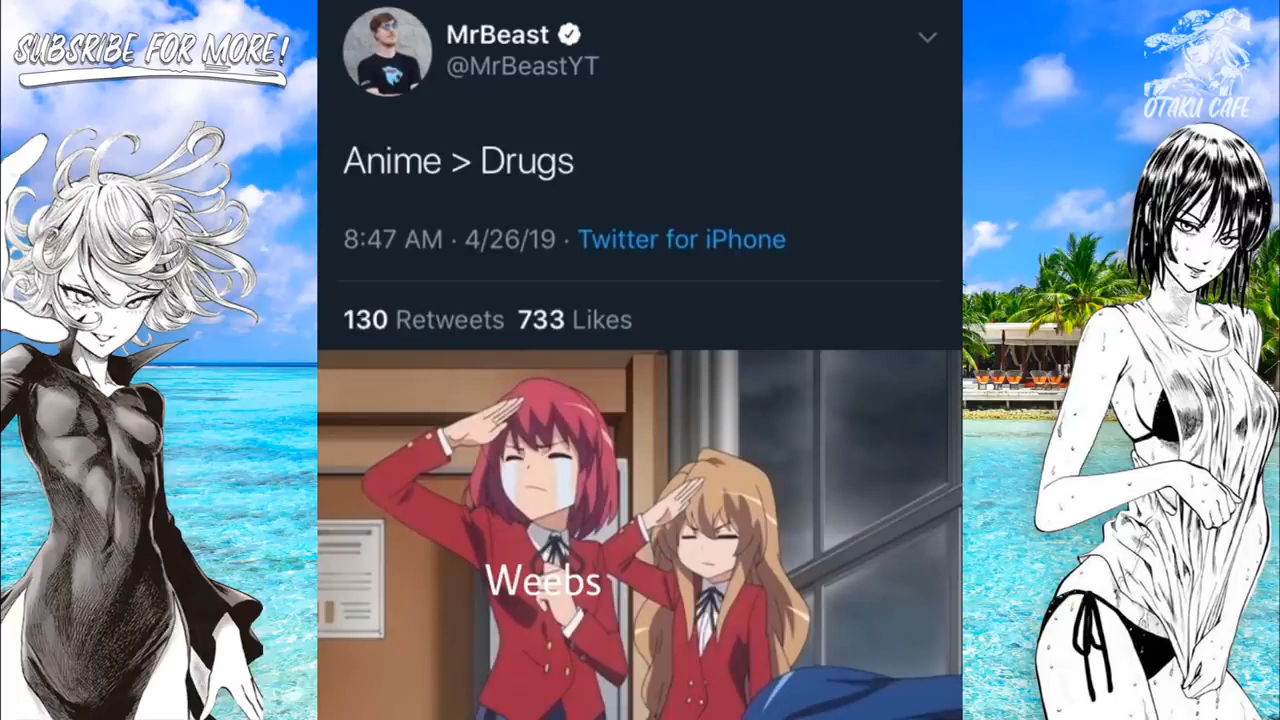 SUBSRIBE FOR MORE!
MrBeast
@MrBeastYT
OTAKU CAFE
Anime > Drugs
8:47 AM · 4/26/19 · Twitter for iPhone
130 Retweets 733 Likes
Weebs